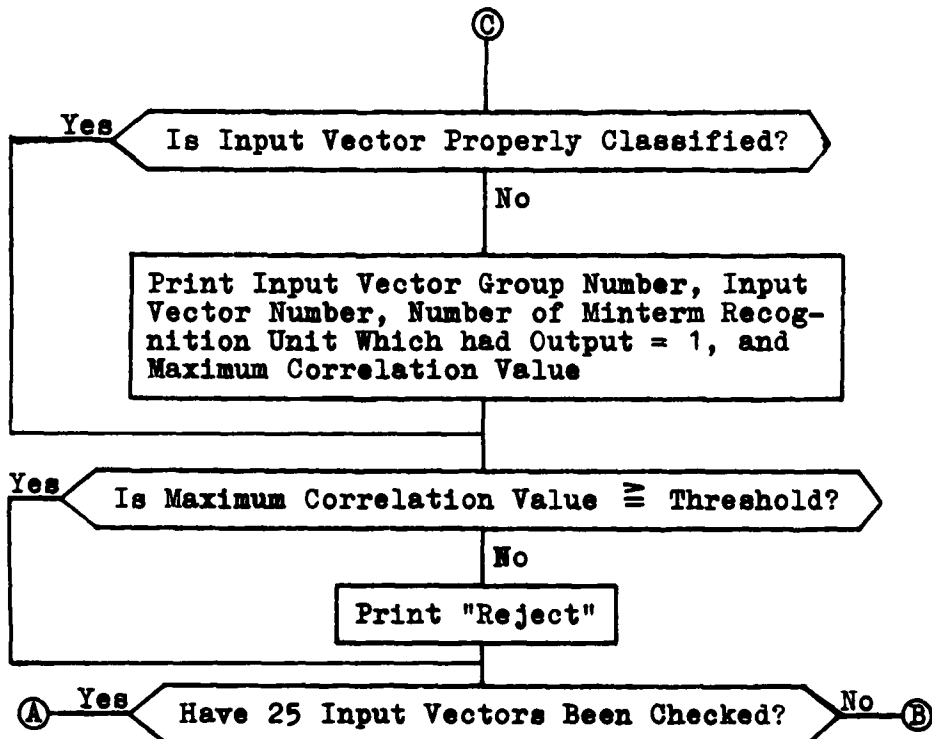 C
Yes
Is Input Vector Properly Classified?
No
Print Input Vector Group Number, Input
Vector Number, Number of Minterm Recog-
nition Unit Which had Output = 1, and
Maximum Correlation Value
Yes
Is Maximum Correlation Value ≧ Threshold?
No
Print "Reject"
A
Yes
Have 25 Input Vectors Been Checked?
No
B